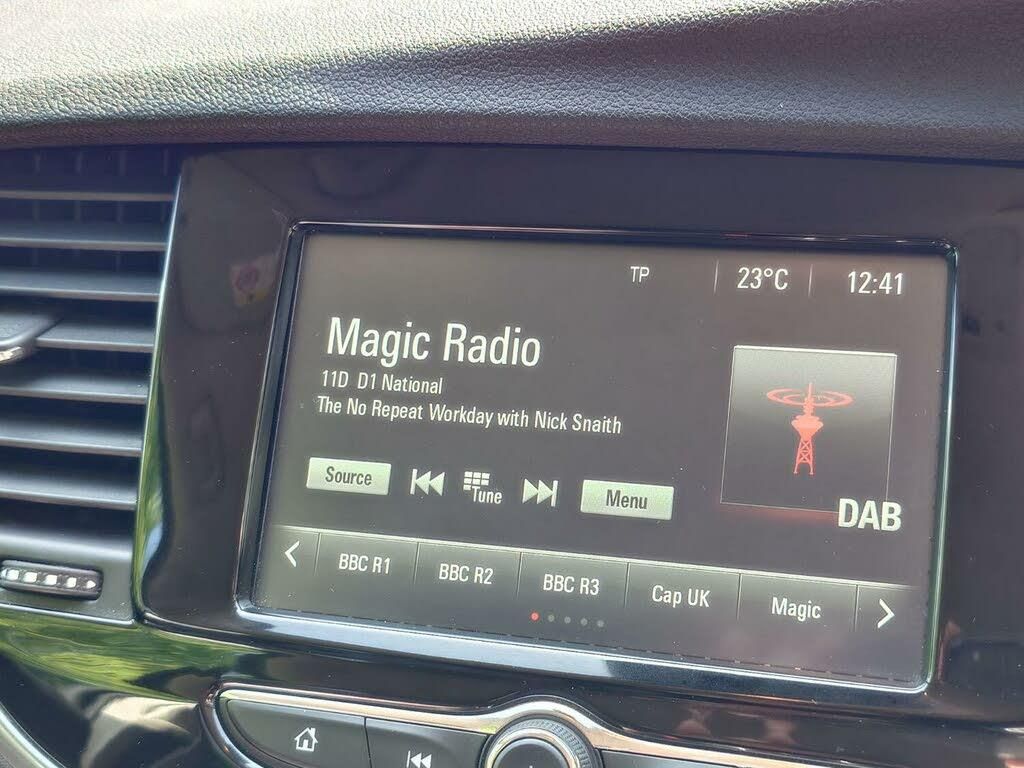 TP 23°C 12:41
Magic Radio
11D D1 National
The No Repeat Workday with Nick Snaith
Source Tune Menu
DAB
BBC R1 BBC R2 BBC R3 Cap UK Magic